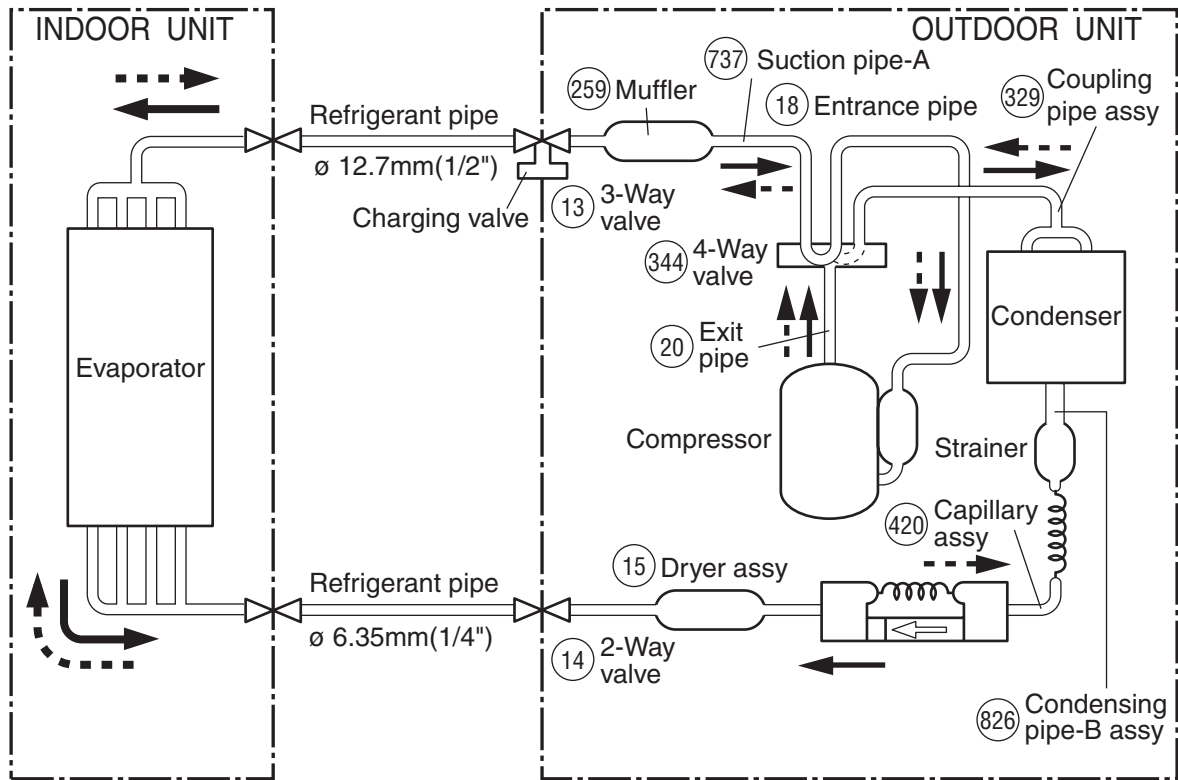 INDOOR UNIT
OUTDOOR UNIT
737 Suction pipe-A
259 Muffler
18 Entrance pipe
329 Coupling
pipe assy
Refrigerant pipe
ø 12.7mm(1/2")
Charging valve
13 3-Way
valve
344 4-Way
valve
20 Exit
pipe
Condenser
Evaporator
Compressor
Strainer
420 Capillary
assy
15 Dryer assy
Refrigerant pipe
ø 6.35mm(1/4")
14 2-Way
valve
826 Condensing
pipe-B assy